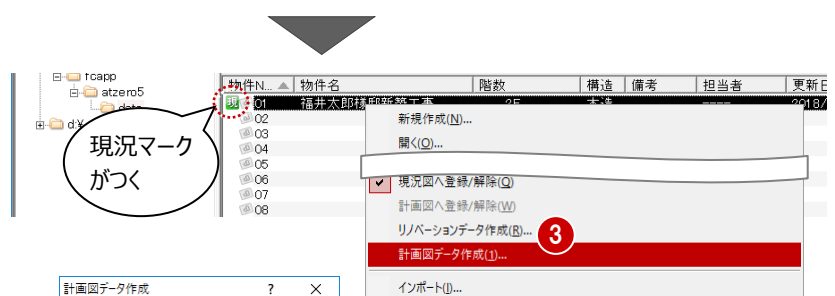 fcapp
atzero5
data
d:¥
物件N... 物件名 階数 構造 備考 担当者 更新日
現 01 福井太郎様邸新築工事 2F 木造 ---- 2018/
02
03
04
05
06
07
08
現況マーク
がつく
新規作成(N)...
開く(O)...
現況図へ登録/解除(Q)
計画図へ登録/解除(W)
リノベーションデータ作成(R)...
3
計画図データ作成(1)...
インポート(I)...
計画図データ作成 ? ×